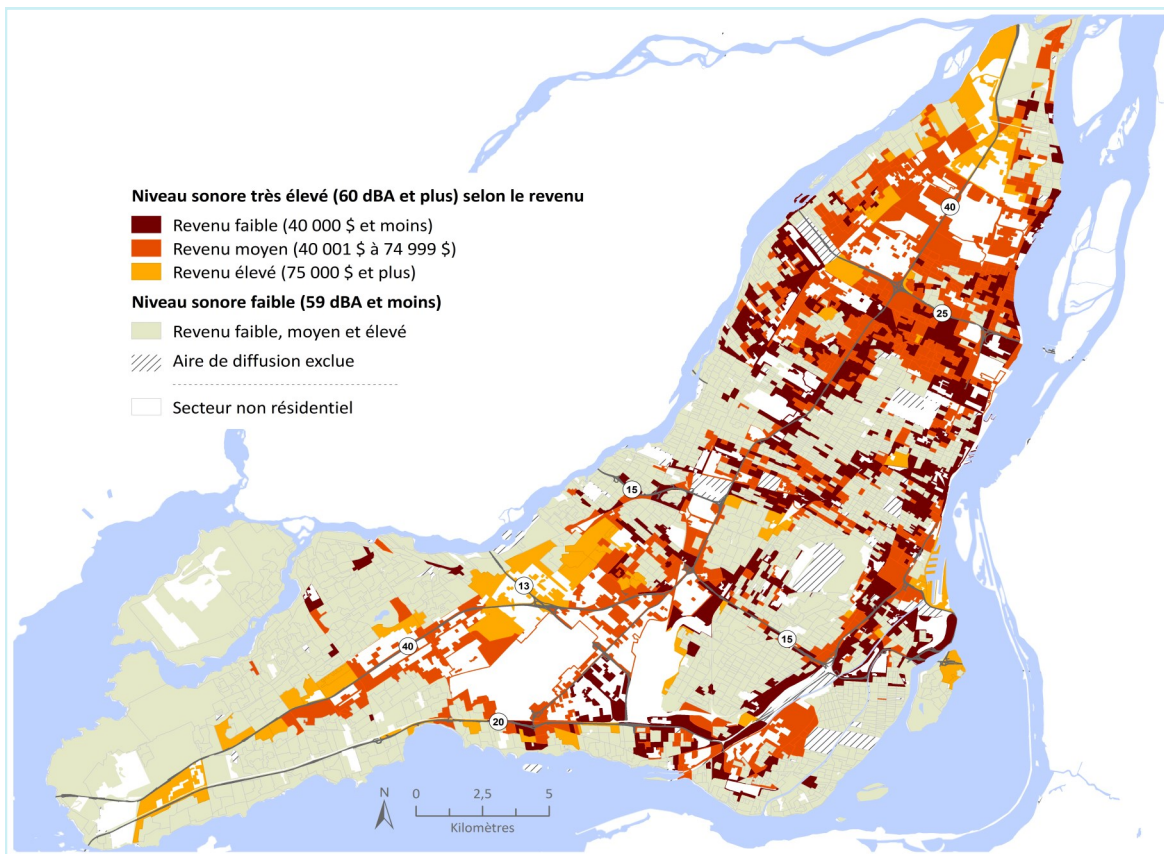 Niveau sonore très élevé (60 dBA et plus) selon le revenu
Revenu faible (40 000 $ et moins)
Revenu moyen (40 001 $ à 74 999 $)
Revenu élevé (75 000 $ et plus)
Niveau sonore faible (59 dBA et moins)
Revenu faible, moyen et élevé
Aire de diffusion exclue
Secteur non résidentiel
40
25
15
13
15
40
20
N
0 2,5 5
Kilomètres